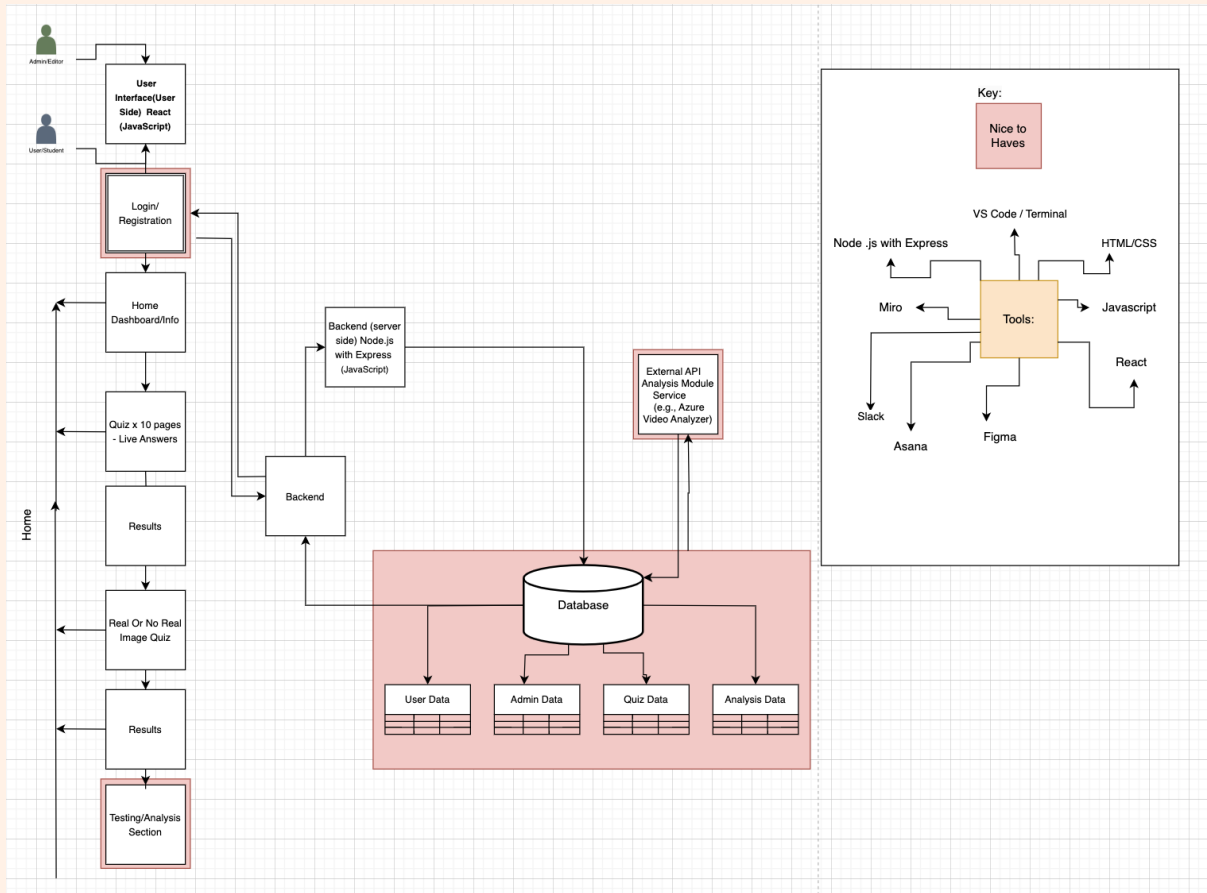 Admin/Editor
User
Interface(User
Side) React
(JavaScript)
User/Student
Login/
Registration
Home
Dashboard/Info
Quiz x 10 pages
- Live Answers
Results
Real Or No Real
Image Quiz
Results
Testing/Analysis
Section
Home
Backend (server
side) Node.js
with Express
(JavaScript)
Backend
External API
Analysis Module
Service
(e.g., Azure
Video Analyzer)
Database
User Data
Admin Data
Quiz Data
Analysis Data
Key:
Nice to
Haves
VS Code / Terminal
Node .js with Express
HTML/CSS
Miro
Tools:
Javascript
React
Slack
Asana
Figma